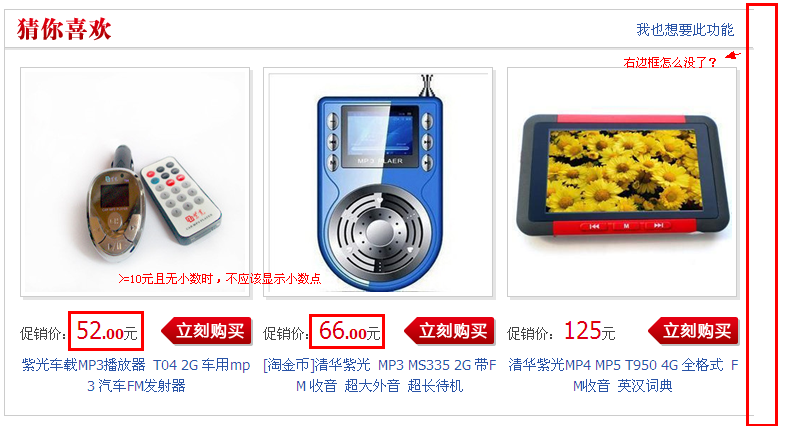 猜你喜欢
我也想要此功能
右边框怎么没了?
MP3 PLAER
M
>=10元且无小数时，不应该显示小数点
促销价: 52.00元
立刻购买
促销价: 66.00元
立刻购买
促销价: 125元
立刻购买
紫光车载MP3播放器 T04 2G 车用mp
3 汽车FM发射器
[淘金币]清华紫光 MP3 MS335 2G 带F
M 收音 超大外音 超长待机
清华紫光MP4 MP5 T950 4G 全格式 F
M收音 英汉词典